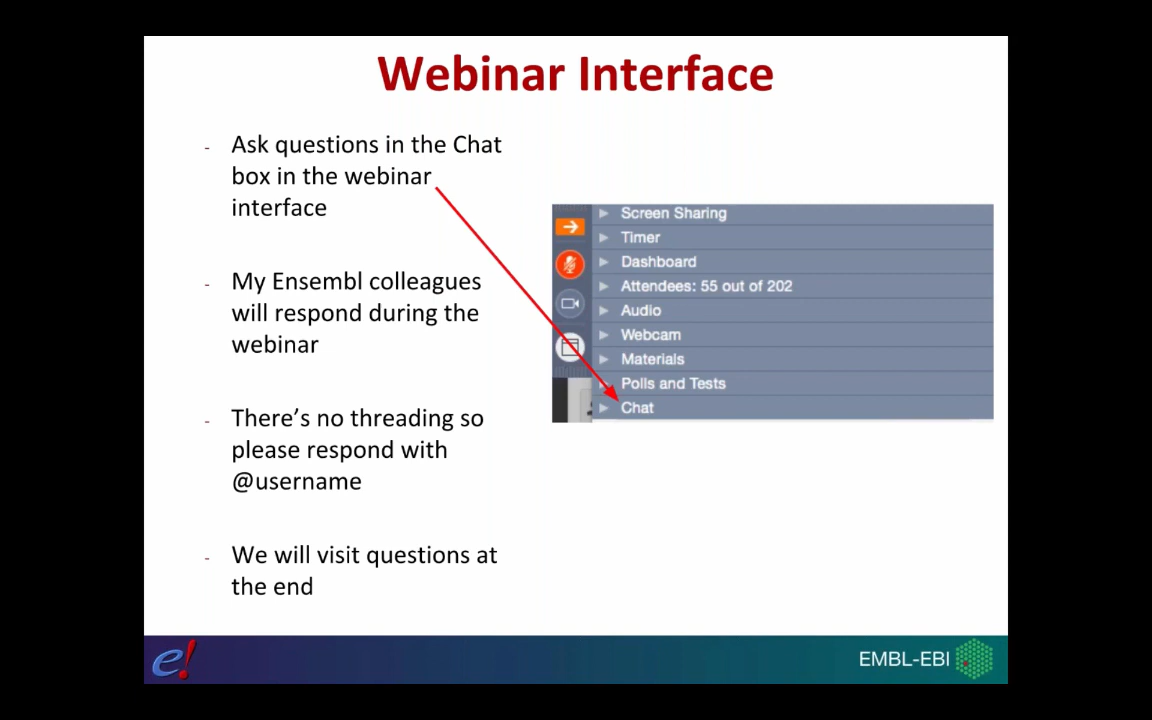 Webinar Interface
- Ask questions in the Chat
box in the webinar
interface
- My Ensembl colleagues
will respond during the
webinar
- There’s no threading so
please respond with
@username
- We will visit questions at
the end
Screen Sharing
Timer
Dashboard
Attendees: 55 out of 202
Audio
Webcam
Materials
Polls and Tests
Chat
e!
EMBL-EBI